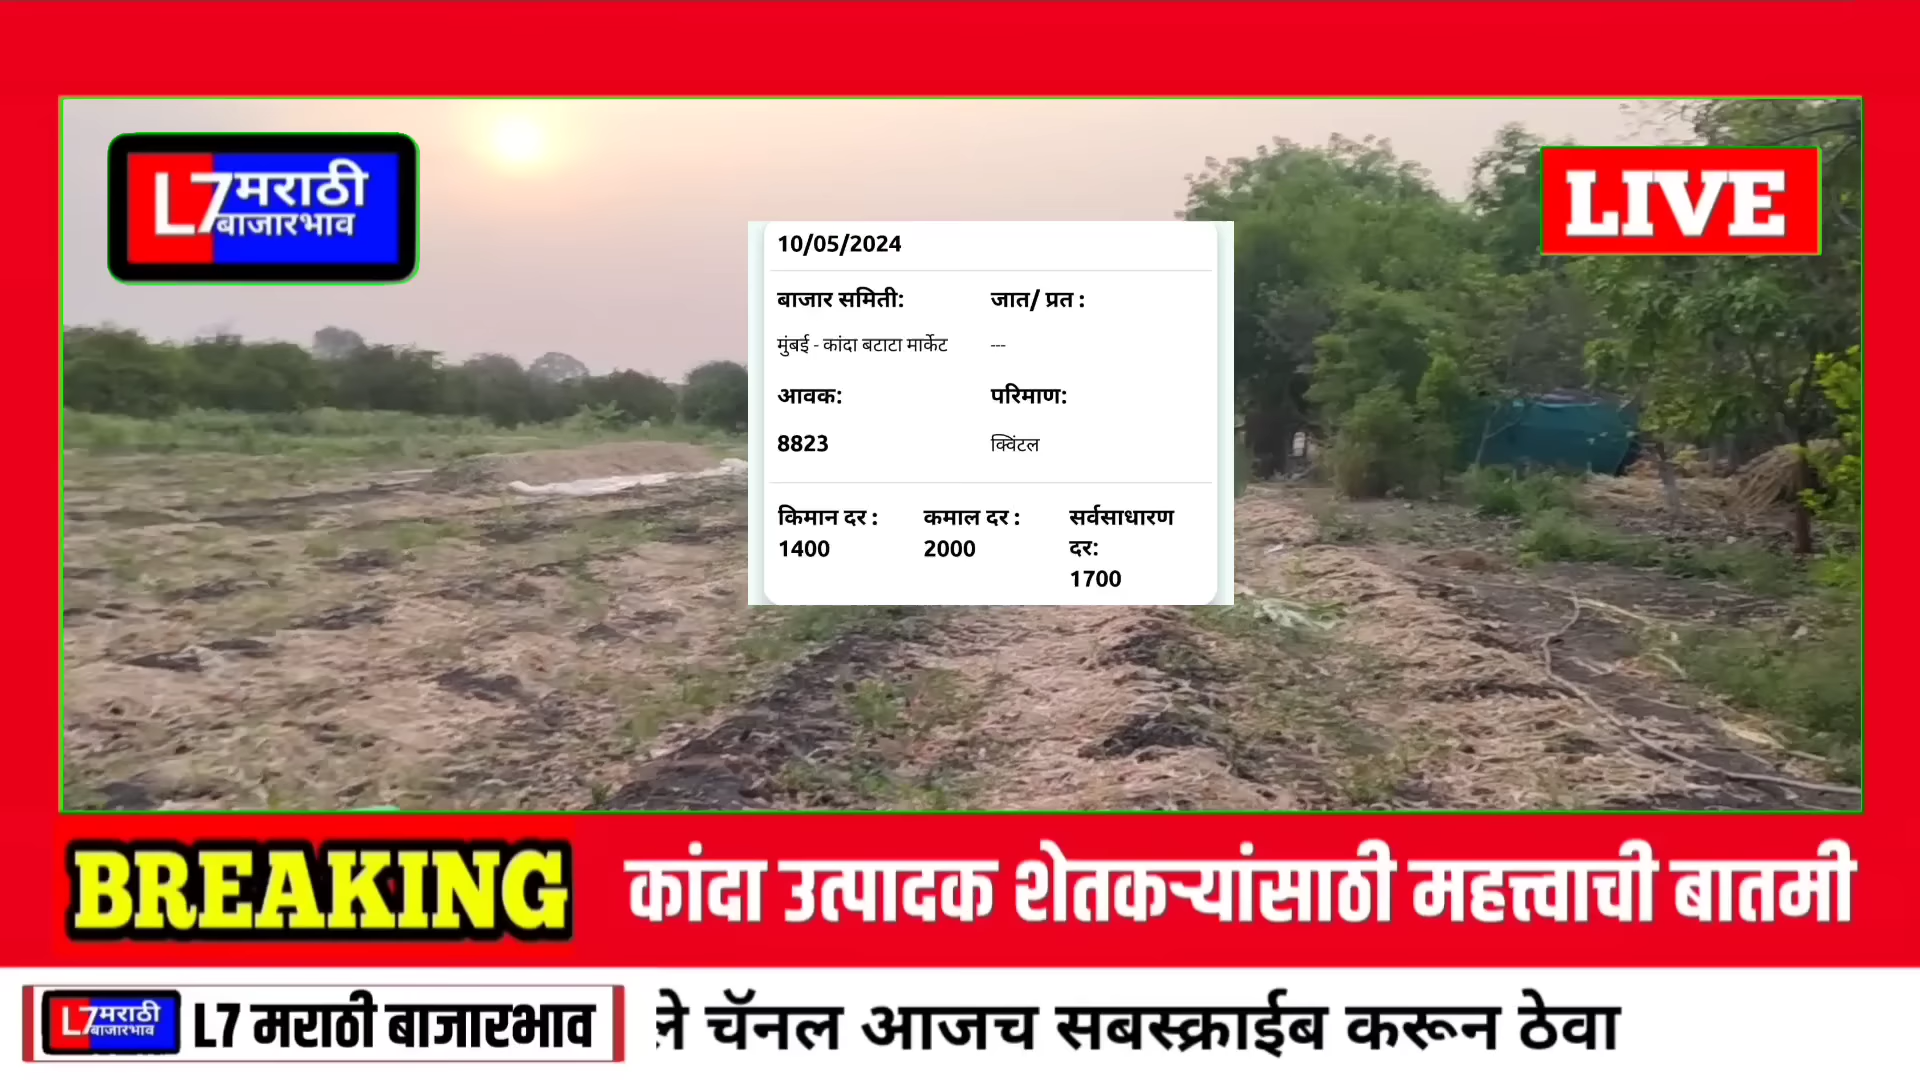 L7मराठी
बाजारभाव
LIVE
10/05/2024
बाजार समिती:
जात/ प्रत :
मुंबई - कांदा बटाटा मार्केट
---
आवक:
परिमाण:
8823
क्विंटल
किमान दर :
1400
कमाल दर :
2000
सर्वसाधारण
दर:
1700
BREAKING
कांदा उत्पादक शेतकऱ्यांसाठी महत्त्वाची बातमी
L7मराठी
बाजारभाव
L7 मराठी बाजारभाव
ले चॅनल आजच सबस्क्राईब करून ठेवा